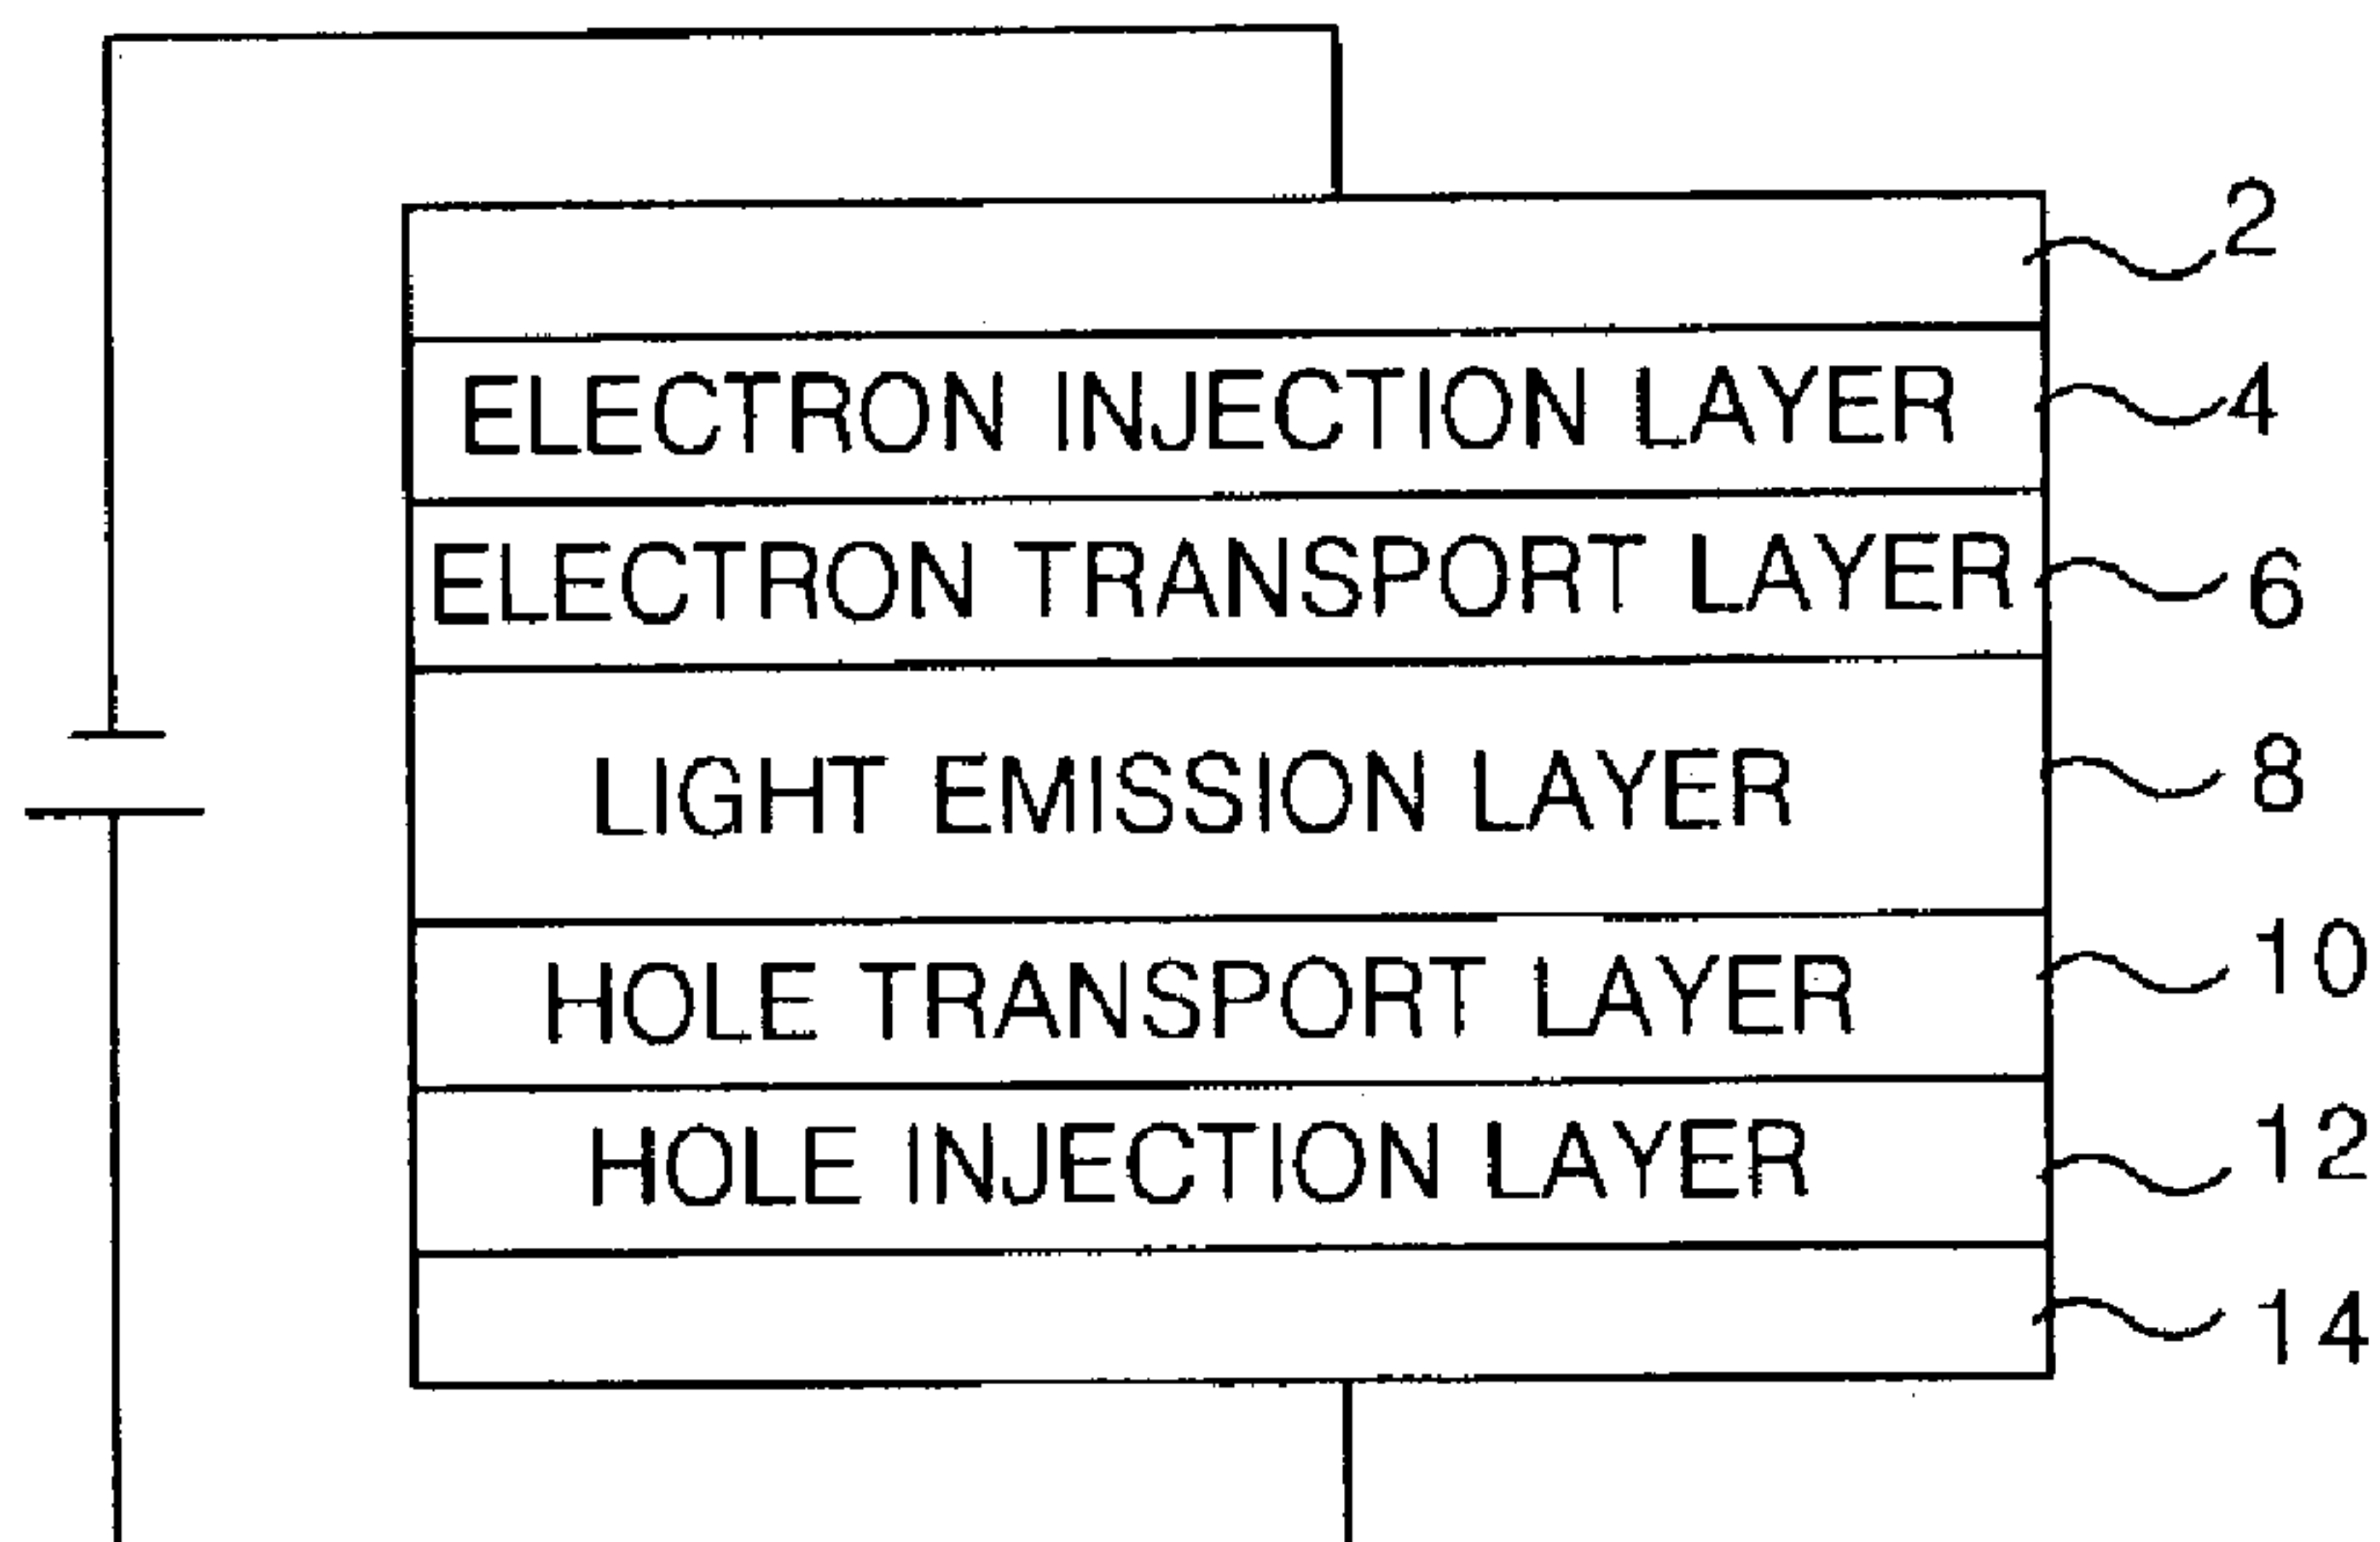 2
ELECTRON INJECTION LAYER 4
ELECTRON TRANSPORT LAYER 6
LIGHT EMISSION LAYER 8
HOLE TRANSPORT LAYER 10
HOLE INJECTION LAYER 12
14